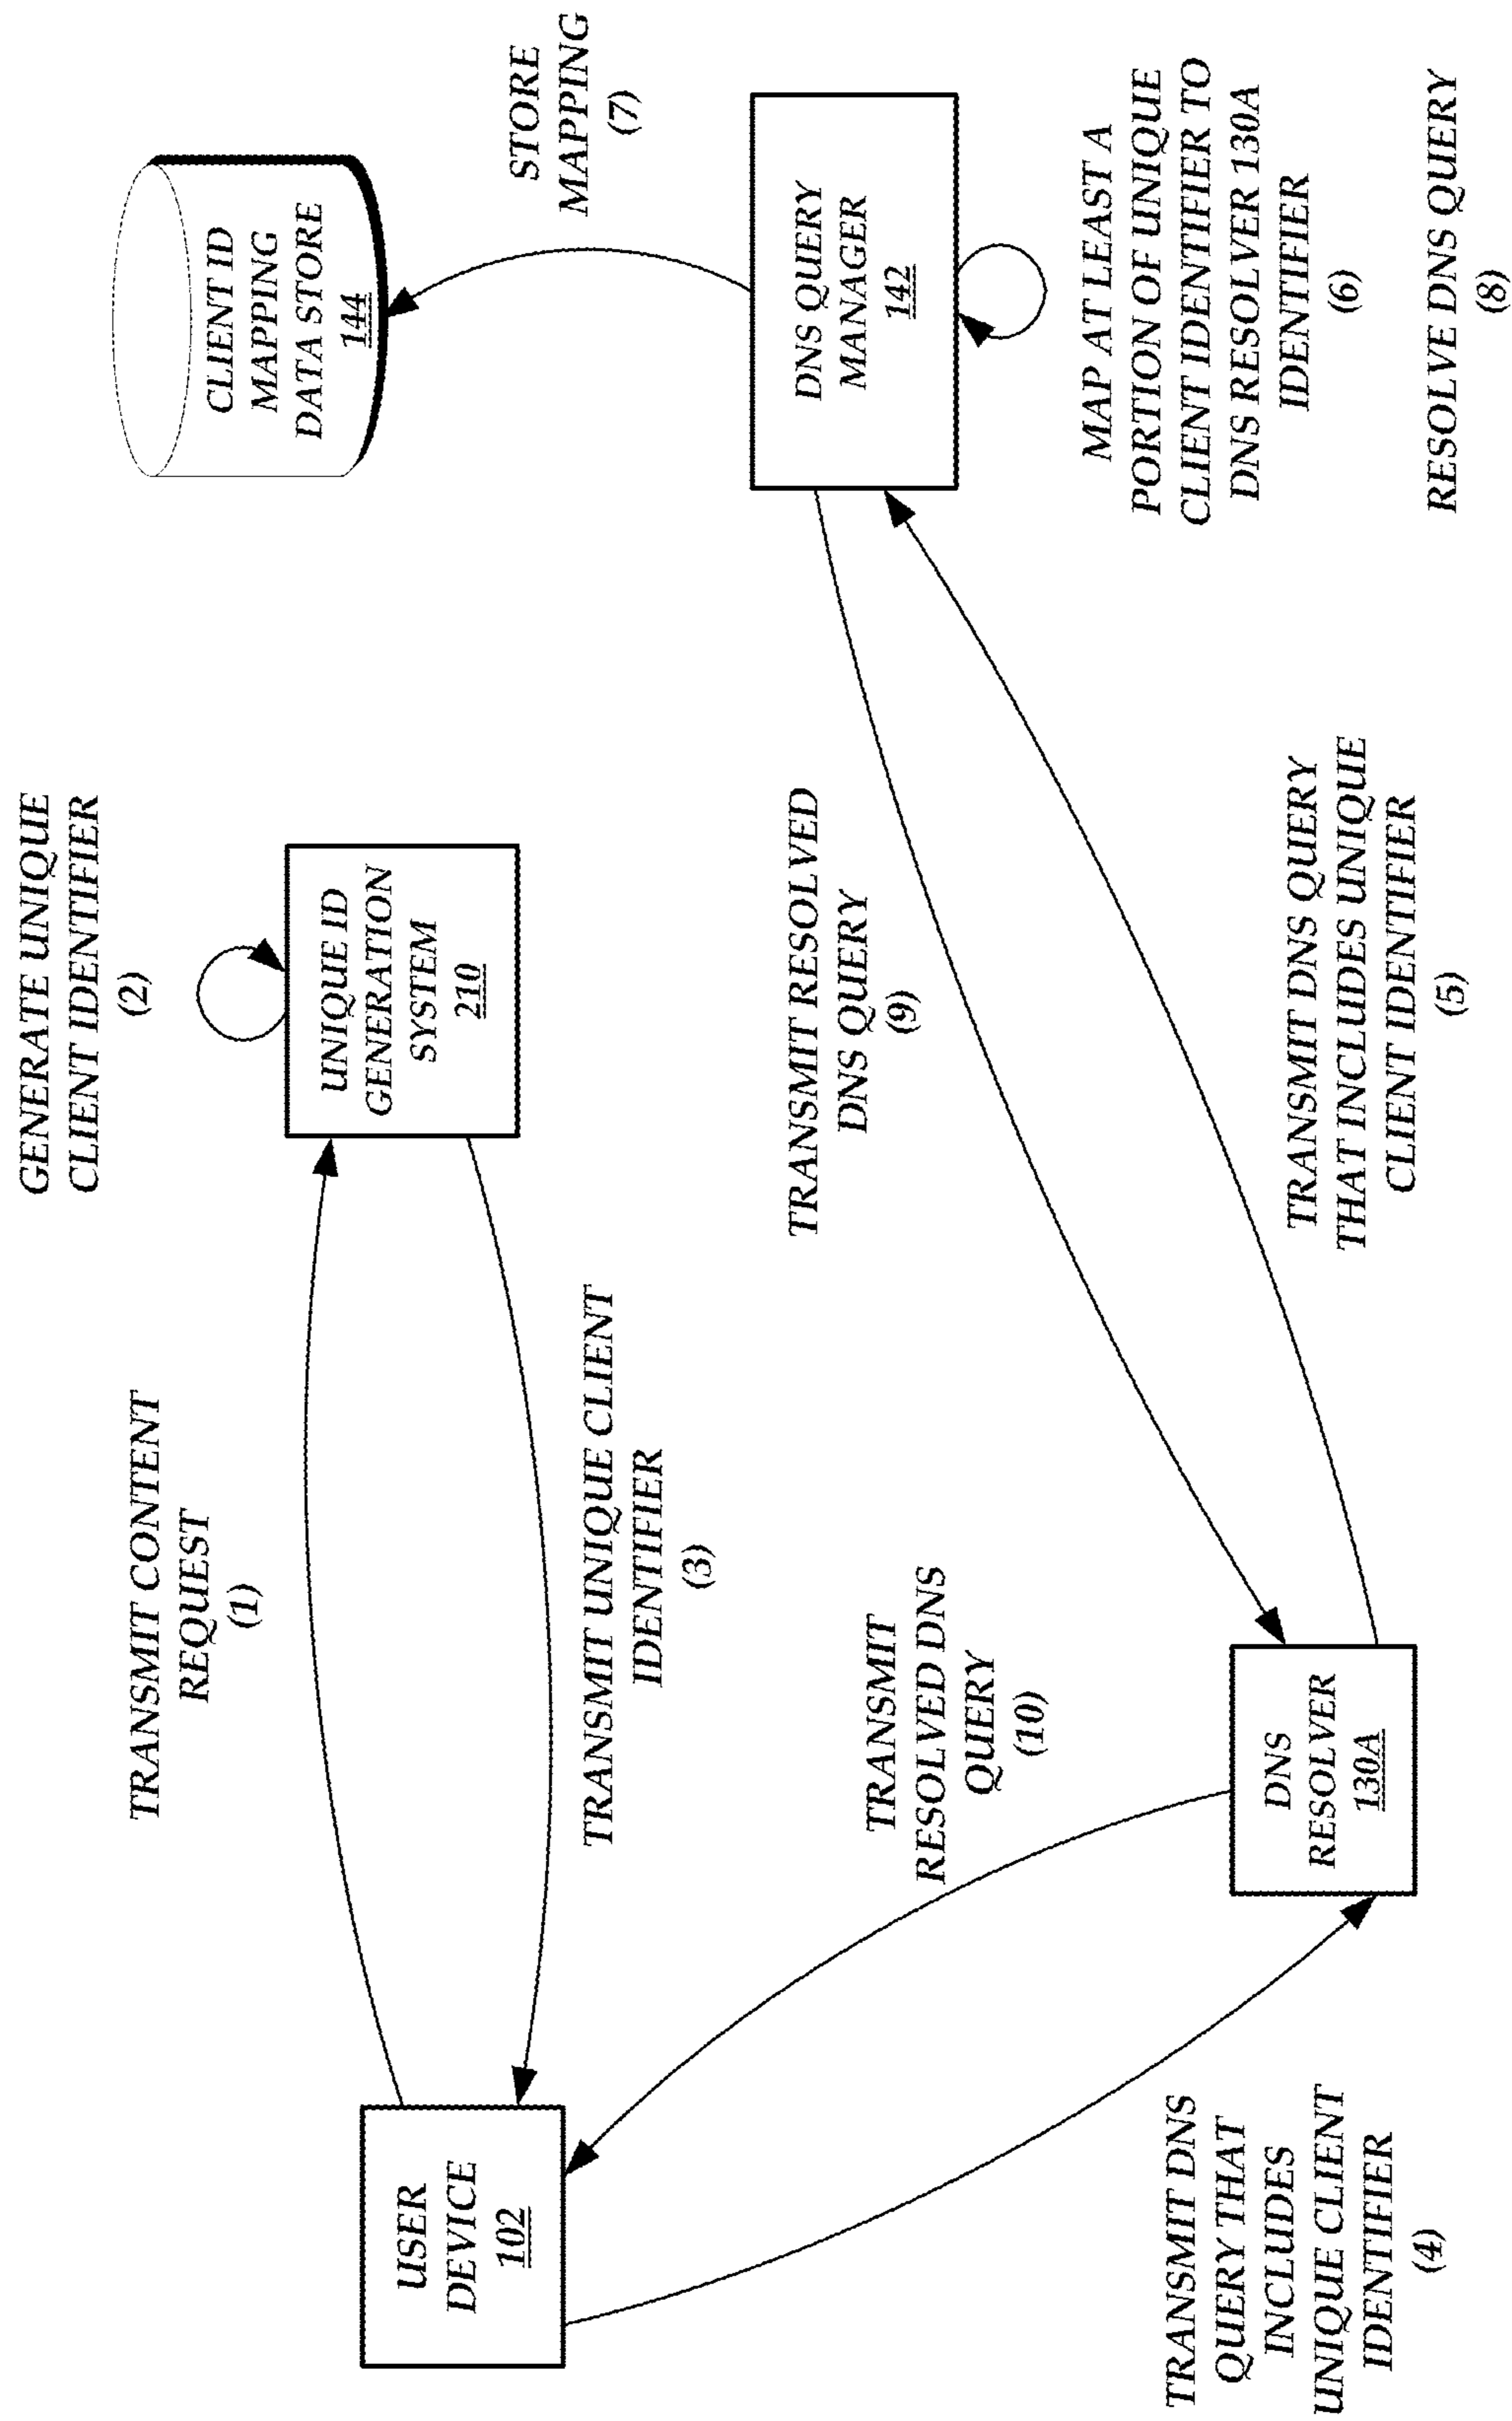 TRANSMIT CONTENT
REQUEST
(1)
GENERATE UNIQUE
CLIENT IDENTIFIER
(2)
UNIQUE ID
GENERATION
SYSTEM
210
CLIENT ID
MAPPING
DATA STORE
144
STORE
MAPPING
(7)
USER
DEVICE
102
TRANSMIT UNIQUE CLIENT
IDENTIFIER
(3)
TRANSMIT RESOLVED
DNS QUERY
(9)
DNS QUERY
MANAGER
142
TRANSMIT
RESOLVED DNS
QUERY
(10)
MAP AT LEAST A
PORTION OF UNIQUE
CLIENT IDENTIFIER TO
DNS RESOLVER 130A
IDENTIFIER
(6)
TRANSMIT DNS
QUERY THAT
INCLUDES
UNIQUE CLIENT
IDENTIFIER
(4)
DNS
RESOLVER
130A
TRANSMIT DNS QUERY
THAT INCLUDES UNIQUE
CLIENT IDENTIFIER
(5)
RESOLVE DNS QUERY
(8)